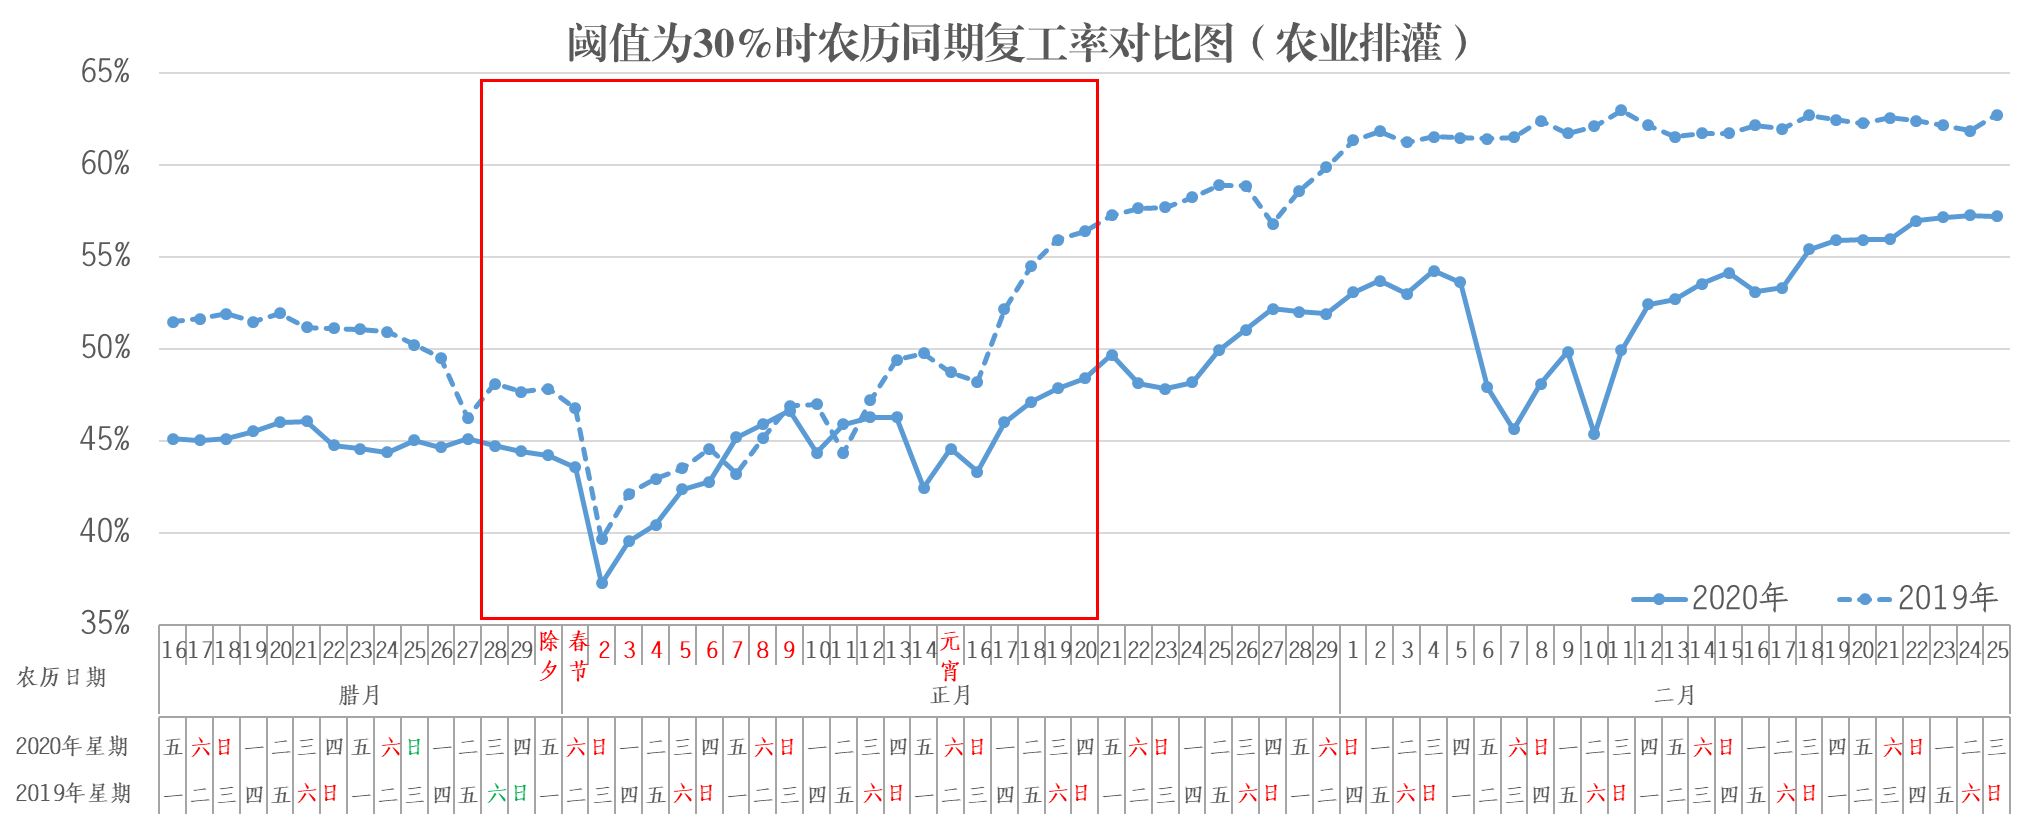 阈值为30%时农历同期复工率对比图（农业排灌）
65%
60%
55%
50%
45%
40%
35%
2020年 2019年
农历日期
16 17 18 19 20 21 22 23 24 25 26 27 28 29 除夕 春节 2 3 4 5 6 7 8 9 10 11 12 13 14 元宵 16 17 18 19 20 21 22 23 24 25 26 27 28 29 1 2 3 4 5 6 7 8 9 10 11 12 13 14 15 16 17 18 19 20 21 22 23 24 25
腊月 正月 二月
2020年星期 五 六 日 一 二 三 四 五 六 日 一 二 三 四 五 六 日 一 二 三 四 五 六 日 一 二 三 四 五 六 日 一 二 三 四 五 六 日 一 二 三 四 五 六 日 一 二 三 四 五 六 日 一 二 三 四 五 六 日 一 二 三 四 五 六 日 一 二 三
2019年星期 一 二 三 四 五 六 日 一 二 三 四 五 六 日 一 二 三 四 五 六 日 一 二 三 四 五 六 日 一 二 三 四 五 六 日 一 二 三 四 五 六 日 一 二 四 五 六 日 一 二 三 四 五 六 日 一 二 三 四 五 六 日 一 二 三 四 五 六 日